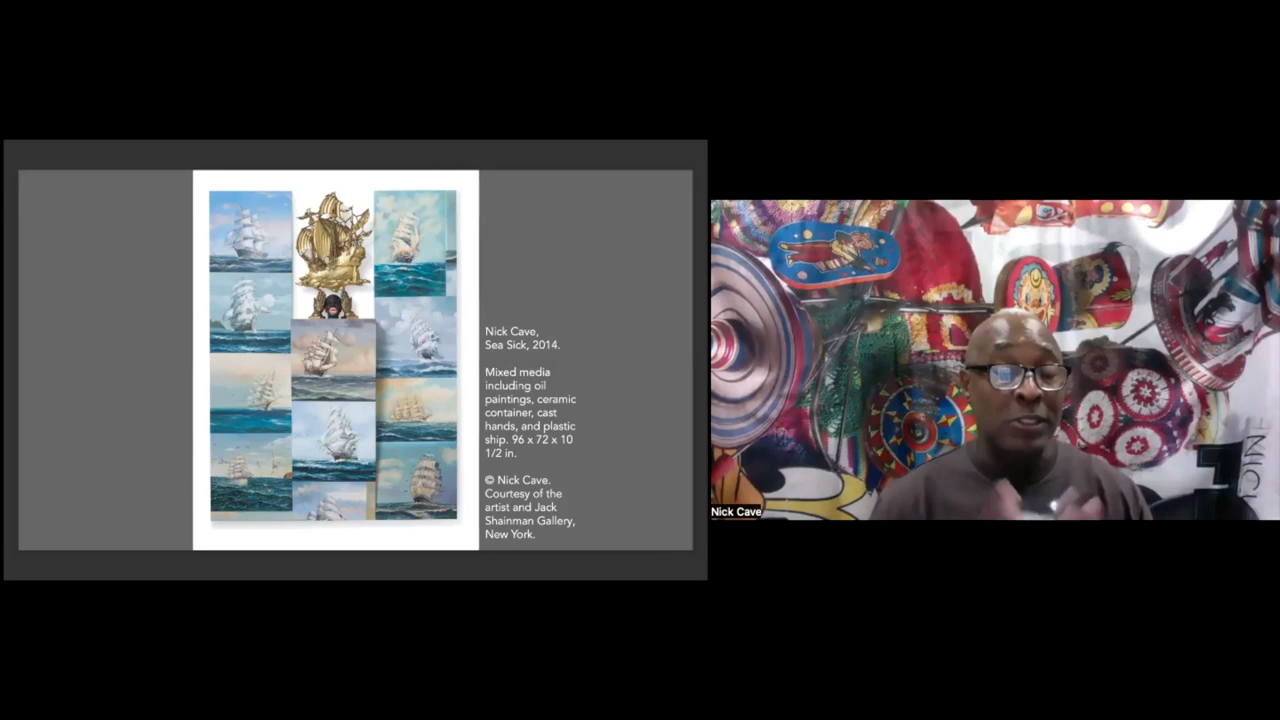 Nick Cave,
Sea Sick, 2014.
Mixed media
including oil
paintings, ceramic
container, cast
hands, and plastic
ship. 96 x 72 x 10
1/2 in.
© Nick Cave.
Courtesy of the
artist and Jack
Shainman Gallery,
New York.
Nick Cave